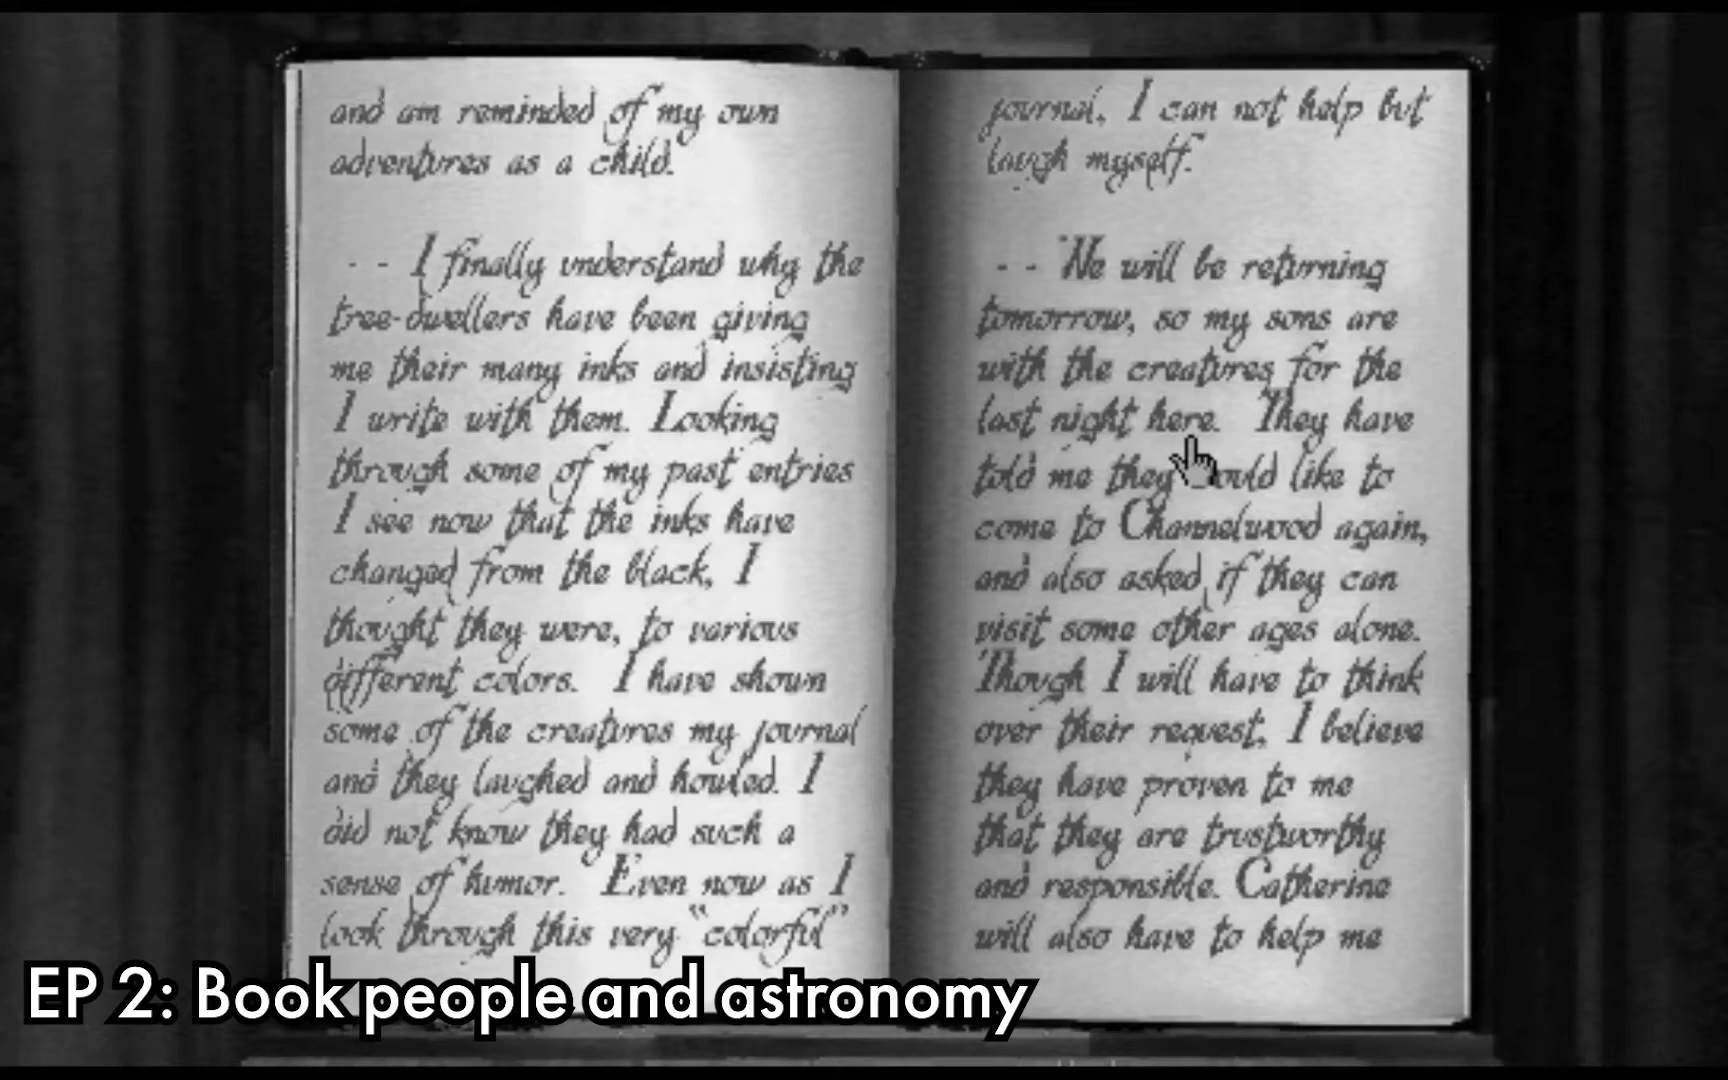 and am reminded of my own
adventures as a child.
-- I finally understand why the
tree-dwellers have been giving
me their many inks and insisting
I write with them. Looking
through some of my past entries
I see now that the inks have
changed from the black, I
thought they were, to various
different colors. I have shown
some of the creatures my journal
and they laughed and howled. I
did not know they had such a
sense of humor. Even now as I
look through this very "colorful"
journal, I can not help but
laugh myself.
-- We will be returning
tomorrow, so my sons are
with the creatures for the
last night here. They have
told me they would like to
come to Channelwood again,
and also asked if they can
visit some other ages alone.
Though I will have to think
over their request, I believe
they have proven to me
that they are trustworthy
and responsible. Catherine
will also have to help me
EP 2: Book people and astronomy